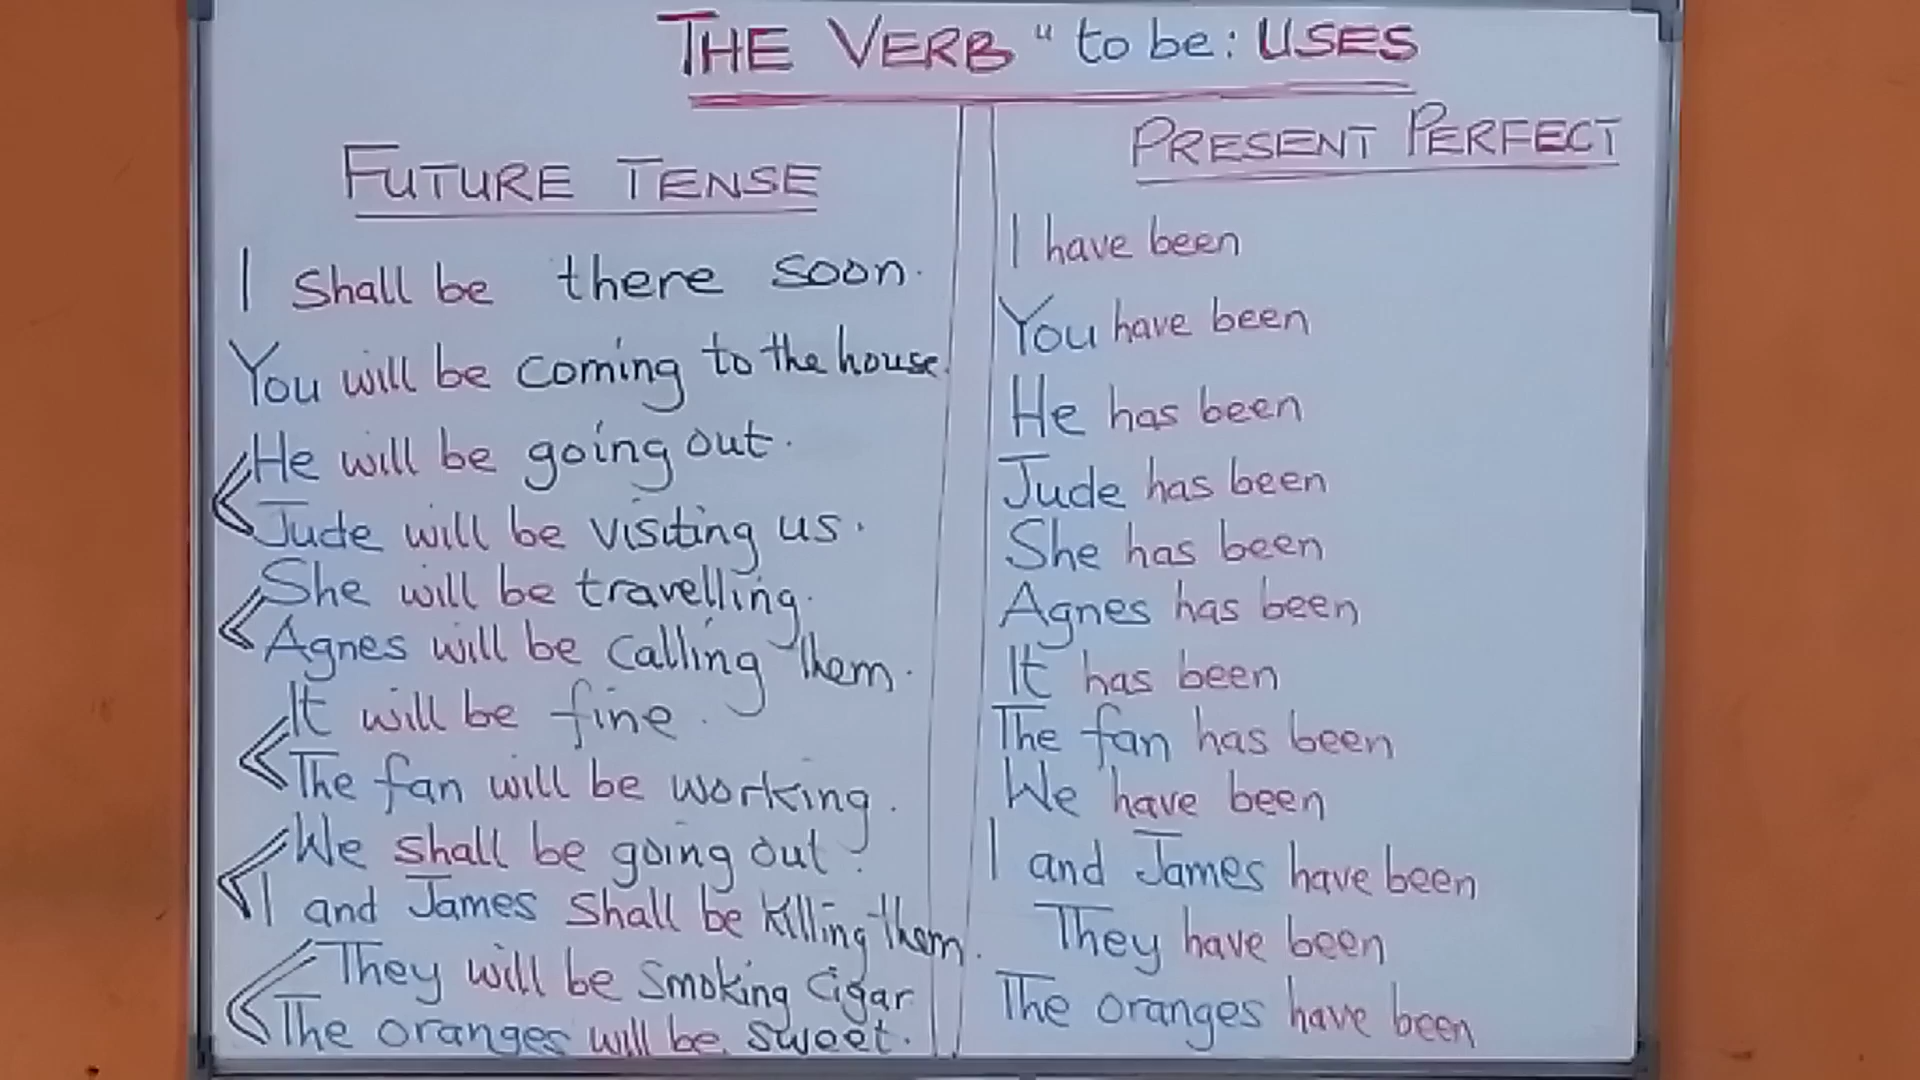 THE VERB "to be: USES
FUTURE TENSE
I shall be there soon.
You will be coming to the house.
He will be going out.
Jude will be visiting us.
She will be travelling.
Agnes will be calling them.
It will be fine.
The fan will be working.
We shall be going out.
I and James shall be killing them.
They will be smoking cigar
The oranges will be sweet.
PRESENT PERFECT
I have been
You have been
He has been
Jude has been
She has been
Agnes has been
It has been
The fan has been
We have been
I and James have been
They have been
The oranges have been